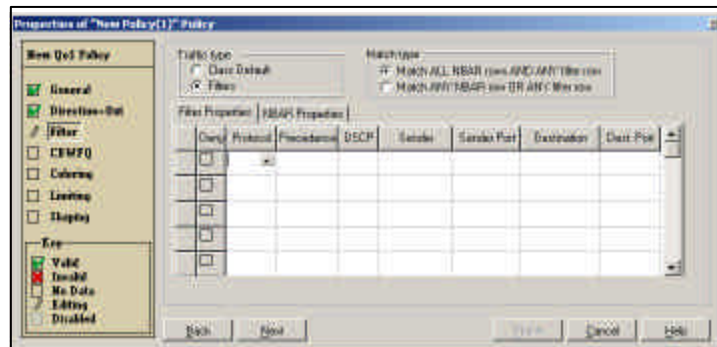 Properties of "New Policy(1)" Policy
New QoS Policy
General
Direction-Out
Filter
CBWFQ
Coloring
Limiting
Shaping
Key
Valid
Invalid
No Data
Editing
Disabled
Traffic type
Class Default
Filters
Match type
Match ALL NBAR rows AND ANY filter row
Match ANY NBAR row OR ANY filter row
Filter Properties
NBAR Properties
Deny Protocol Precedence DSCP Sender Sender Port Destination Dest. Port
Back
Next
Cancel
Help